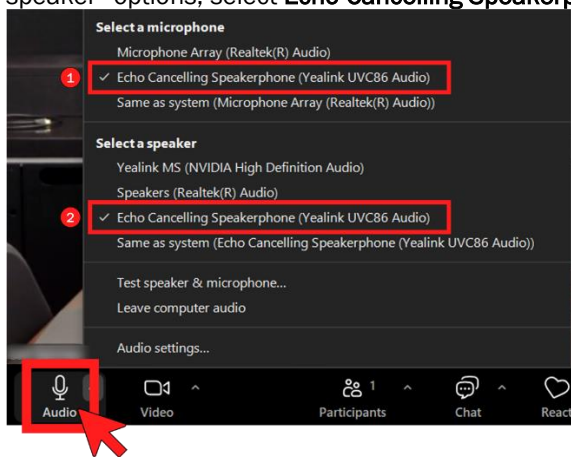 speaker" options, select Echo Cancelling Speakerp
Select a microphone
Microphone Array (Realtek(R) Audio)
1 ✓ Echo Cancelling Speakerphone (Yealink UVC86 Audio)
Same as system (Microphone Array (Realtek(R) Audio))
Select a speaker
Yealink MS (NVIDIA High Definition Audio)
Speakers (Realtek(R) Audio)
2 ✓ Echo Cancelling Speakerphone (Yealink UVC86 Audio)
Same as system (Echo Cancelling Speakerphone (Yealink UVC86 Audio))
Test speaker & microphone...
Leave computer audio
Audio settings...
1
Audio Video Participants Chat React